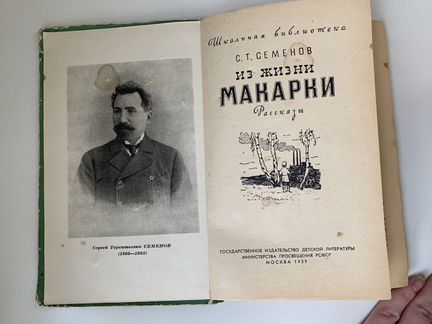 Сергей Терентьевич СЕМЕНОВ
(1868—1922)
Школьная библиотека
С. Т. СЕМЕНОВ
ИЗ ЖИЗНИ
МАКАРКИ
Рассказы
ГОСУДАРСТВЕННОЕ ИЗДАТЕЛЬСТВО ДЕТСКОЙ ЛИТЕРАТУРЫ
МИНИСТЕРСТВА ПРОСВЕЩЕНИЯ РСФСР
МОСКВА 1959